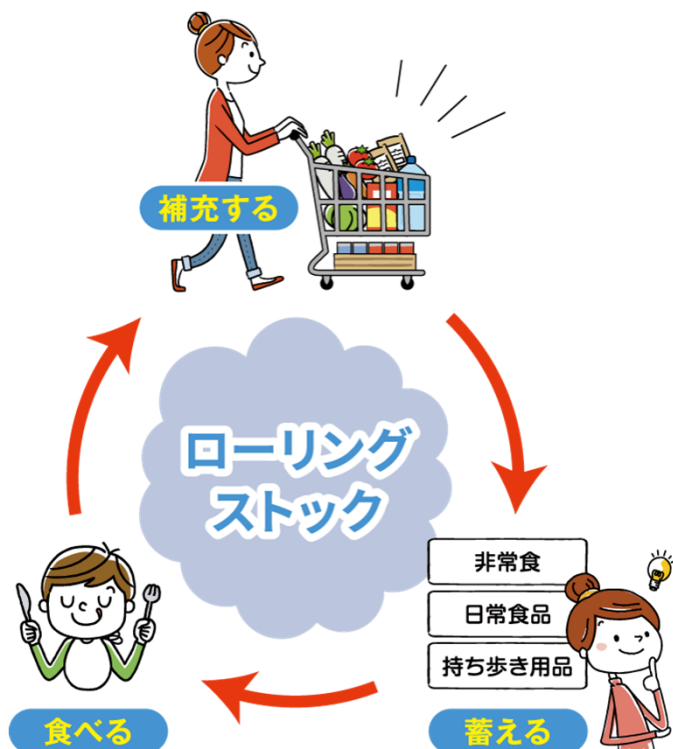 補充する
ローリング
ストック
非常食
日常食品
持ち歩き用品
食べる
蓄える